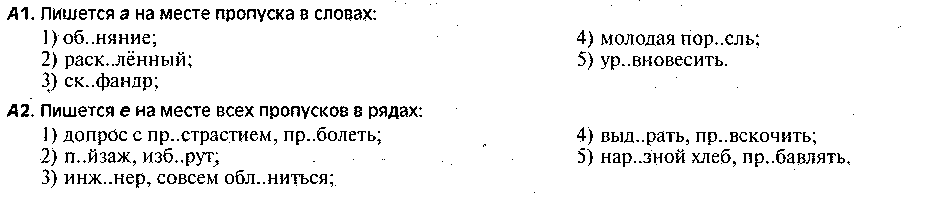 А1. Пишется а на месте пропуска в словах:
1) об..няние;
2) раск..лённый;
3) ск..фандр;
4) молодая пор..сль;
5) ур..вновесить.
А2. Пишется е на месте всех пропусков в рядах:
1) допрос с пр..страстием, пр..болеть;
2) п..йзаж, изб..рут;
3) инж..нер, совсем обл..ниться;
4) выд..рать, пр..вскочить;
5) нар..зной хлеб, пр..бавлять.